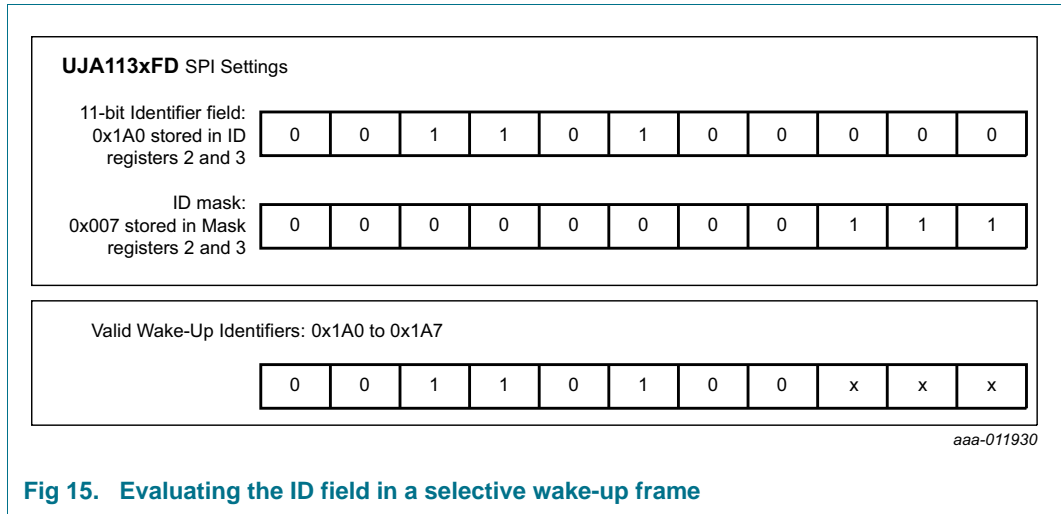 UJA113xFD SPI Settings
11-bit Identifier field:
0x1A0 stored in ID
registers 2 and 3
0 0 1 1 0 1 0 0 0 0 0
ID mask:
0x007 stored in Mask
registers 2 and 3
0 0 0 0 0 0 0 0 1 1 1
Valid Wake-Up Identifiers: 0x1A0 to 0x1A7
0 0 1 1 0 1 0 0 x x x
aaa-011930
Fig 15. Evaluating the ID field in a selective wake-up frame